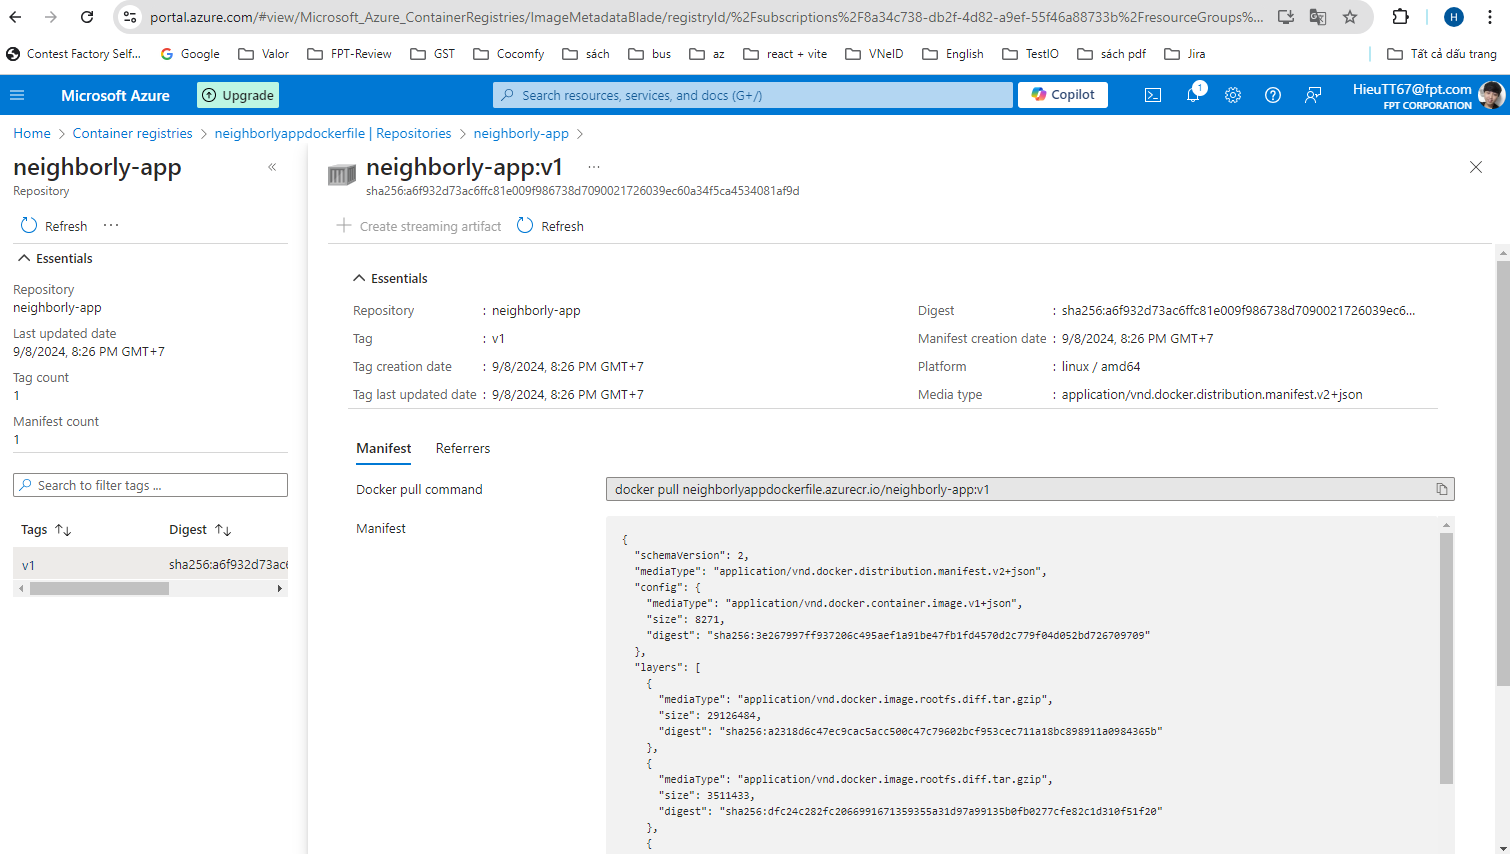 portal.azure.com/#view/Microsoft_Azure_ContainerRegistries/ImageMetadataBlade/registryId/%2Fsubscriptions%2F8a34c738-db2f-4d82-a9ef-55f46a88733b%2FresourceGroups%...
H
Contest Factory Self... Google Valor FPT-Review GST Cocomfy sách bus az react + vite VNeID English TestIO sách pdf Jira Tất cả dấu trang
Microsoft Azure Upgrade Search resources, services, and docs (G+/) Copilot 1 HieuTT67@fpt.com
FPT CORPORATION
Home > Container registries > neighborlyappdockerfile | Repositories > neighborly-app >
neighborly-app «
Repository
Refresh ...
Essentials
Repository
neighborly-app
Last updated date
9/8/2024, 8:26 PM GMT+7
Tag count
1
Manifest count
1
Search to filter tags ...
Tags ↑↓ Digest ↑↓
v1 sha256:a6f932d73ac6
neighborly-app:v1 ...
sha256:a6f932d73ac6ffc81e009f986738d7090021726039ec60a34f5ca4534081af9d
Create streaming artifact Refresh
Essentials
Repository : neighborly-app
Tag : v1
Tag creation date : 9/8/2024, 8:26 PM GMT+7
Tag last updated date : 9/8/2024, 8:26 PM GMT+7
Digest : sha256:a6f932d73ac6ffc81e009f986738d7090021726039ec6...
Manifest creation date : 9/8/2024, 8:26 PM GMT+7
Platform : linux / amd64
Media type : application/vnd.docker.distribution.manifest.v2+json
Manifest Referrers
Docker pull command docker pull neighborlyappdockerfile.azurecr.io/neighborly-app:v1
Manifest
{
"schemaVersion": 2,
"mediaType": "application/vnd.docker.distribution.manifest.v2+json",
"config": {
"mediaType": "application/vnd.docker.container.image.v1+json",
"size": 8271,
"digest": "sha256:3e267997ff937206c495aef1a91be47fb1fd4570d2c779f04d052bd726709709"
},
"layers": [
{
"mediaType": "application/vnd.docker.image.rootfs.diff.tar.gzip",
"size": 29126484,
"digest": "sha256:a2318d6c47ec9cac5acc500c47c79602bcf953cec711a18bc898911a0984365b"
},
{
"mediaType": "application/vnd.docker.image.rootfs.diff.tar.gzip",
"size": 3511433,
"digest": "sha256:dfc24c282fc2066991671359355a31d97a99135b0fb0277cfe82c1d310f51f20"
},
{